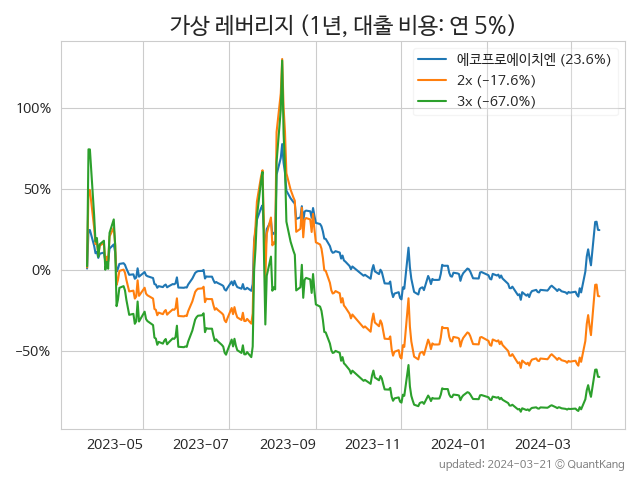 가상 레버리지 (1년, 대출 비용: 연 5%)
에코프로에이치엔 (23.6%)
2x (−17.6%)
3x (−67.0%)
100%
50%
0%
−50%
2023−05 2023−07 2023−09 2023−11 2024−01 2024−03
updated: 2024-03-21 © QuantKang